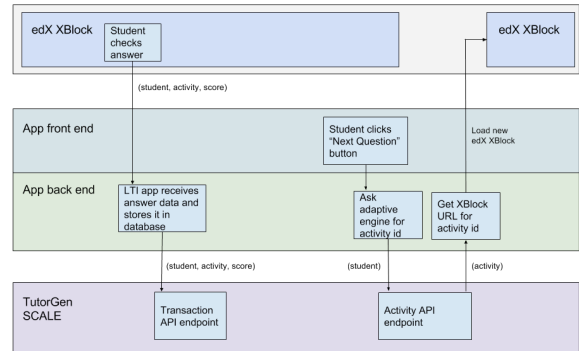 edX XBlock
Student
checks
answer
edX XBlock
(student, activity, score)
App front end
Student clicks
“Next Question”
button
Load new
edX XBlock
App back end
LTI app receives
answer data and
stores it in
database
Ask
adaptive
engine for
activity id
Get XBlock
URL for
activity id
(student, activity, score)
(student)
(activity)
TutorGen
SCALE
Transaction
API endpoint
Activity API
endpoint